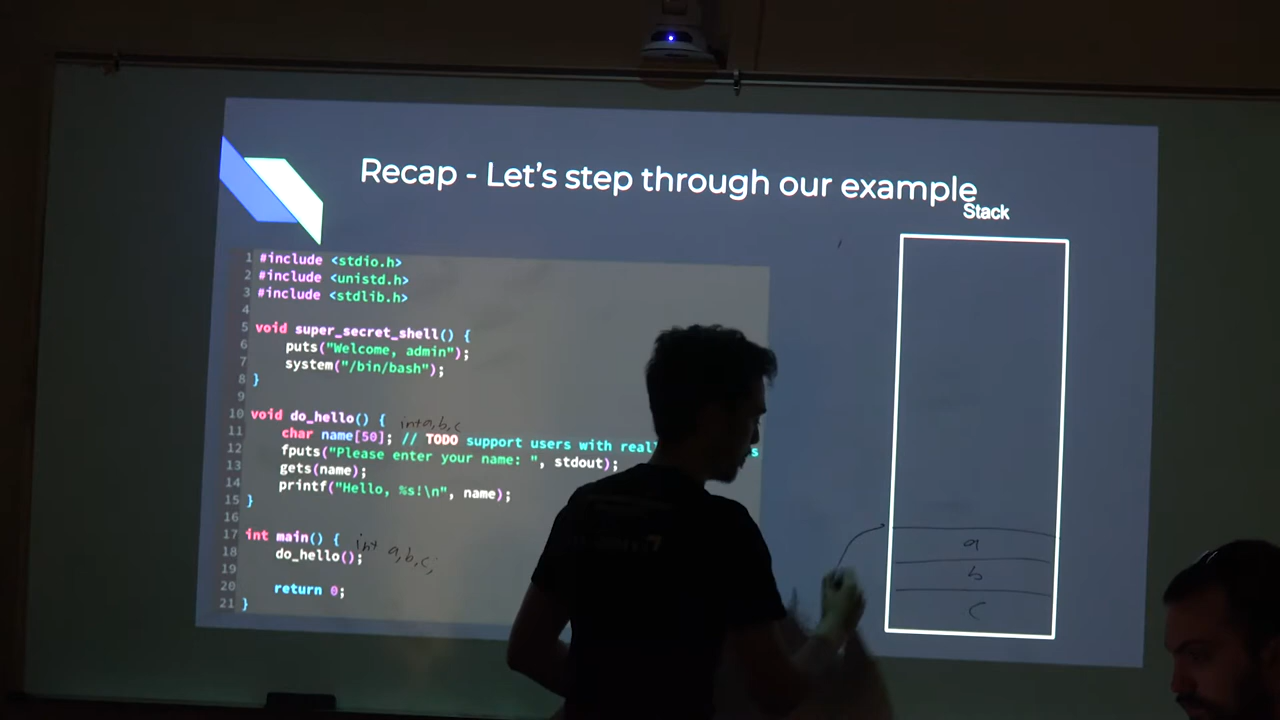 Recap - Let's step through our example
Stack
1 #include <stdio.h>
2 #include <unistd.h>
3 #include <stdlib.h>
4
5 void super_secret_shell() {
6 puts("Welcome, admin");
7 system("/bin/bash");
8 }
9
10 void do_hello() { int a,b,c
11 char name[50]; // TODO support users with
12 fputs("Please enter your name: ", stdout);
13 gets(name);
14 printf("Hello, %s!\n", name);
15 }
16
17 int main() { int a,b,c;
18 do_hello();
19
20 return 0;
21 }
a
b
c